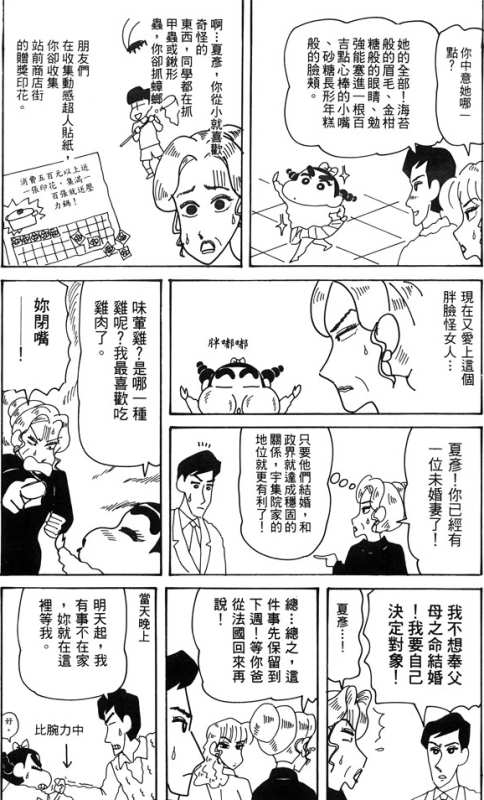 你中意她哪一
點？
她的全部！海苔
般的眉毛、金柑
糖般的眼睛、勉
強能塞進一根百
吉點心棒的小嘴
、砂糖長形年糕
般的臉頰。
啊…夏彥，你從小就喜歡
奇怪的
東西，同學都在抓
甲蟲或鍬形
蟲，你卻抓蟑螂
朋友們
在收集動感超人貼紙，
你卻收集
站前商店街
的贈獎印花。
消費五百元以上送
一張印花、集滿一
百張就送壓
力鍋！
現在又愛上這個
胖臉怪女人…
胖嘟嘟
味葷雞？是哪一種
雞呢？我最喜歡吃
雞肉了。
妳閉嘴
——！
夏彥！你已經有
一位未婚妻了！
只要他們結婚，和
政界就達成穩固的
關係，宇集院家的
地位就更有利了！
我不想奉父
母之命結婚
！我要自己
決定對象！
夏彥…！
總…總之，這
件事先保留到
下週！等你爸
從法國回來再
說！
當天晚上
明天起，我
有事不在家
，妳就在這
裡等我。
比腕力中
好。